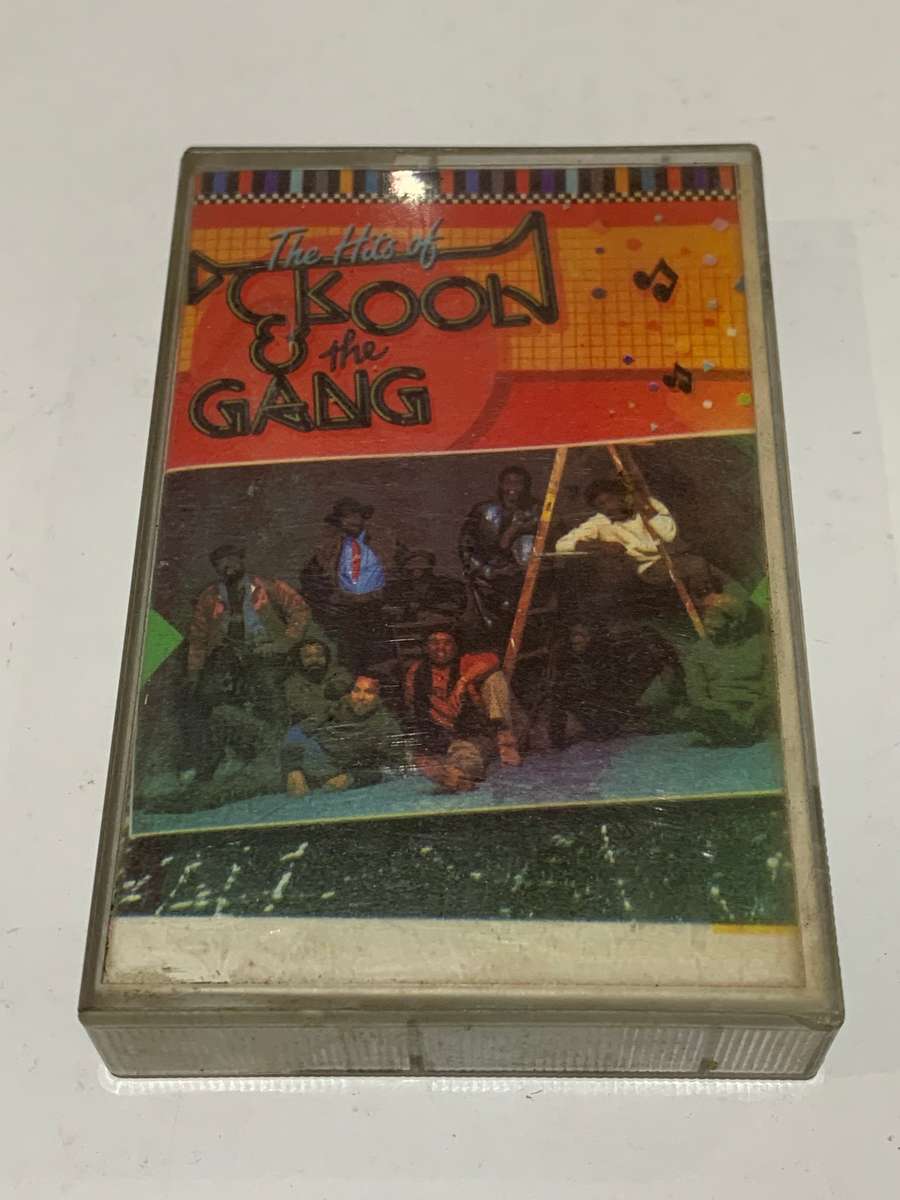 The Hits of
KOOL
& the
GANG